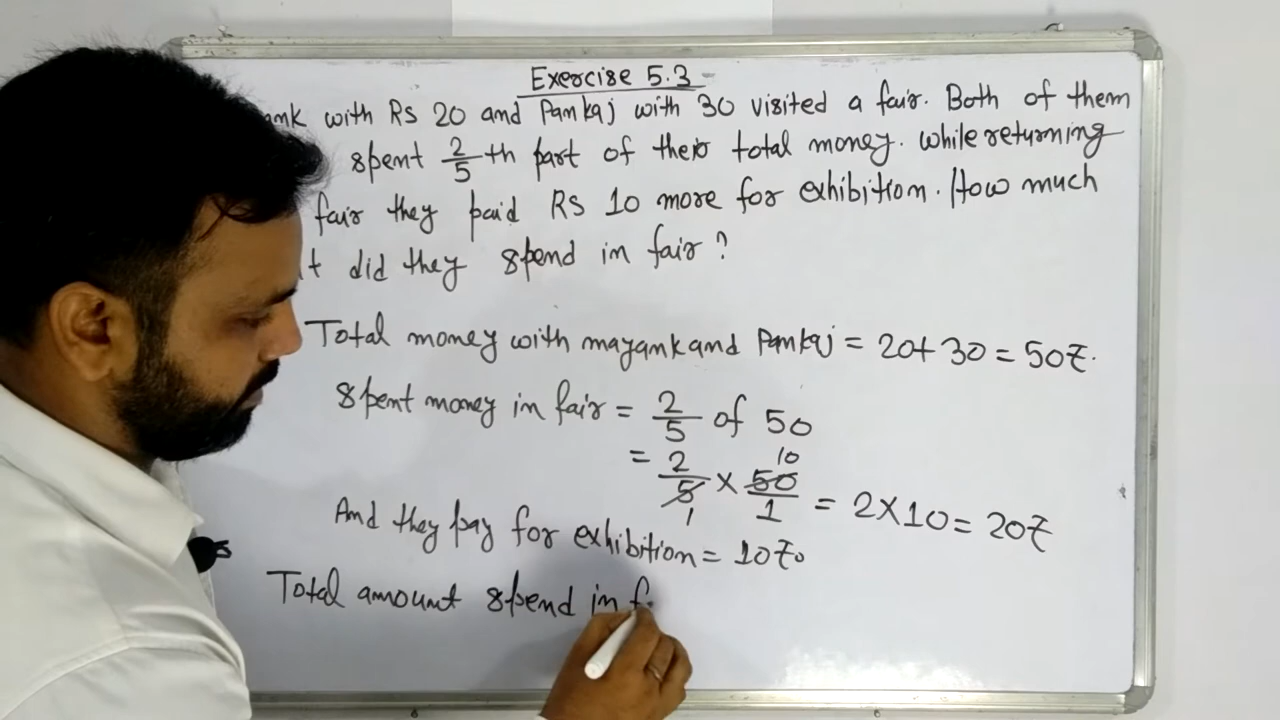 Exercise 5.3
with Rs 20 and Pankaj with 30 visited a fair. Both of them
spent 2/5 th part of their total money. while returning
fair they paid RS 10 more for exhibition. How much
did they spend in fair?
Total money with mayank and Pankaj = 20+30 = 50₹.
Spent money in fair = 2/5 of 50
= 2/5 × 50/1 = 2×10 = 20₹
10
1
And they pay for exhibition = 10₹.
Total amount spend in